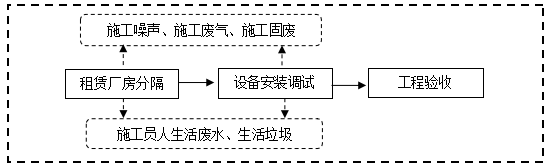 施工噪声、施工废气、施工固废
租赁厂房分隔
设备安装调试
工程验收
施工员人生活废水、生活垃圾